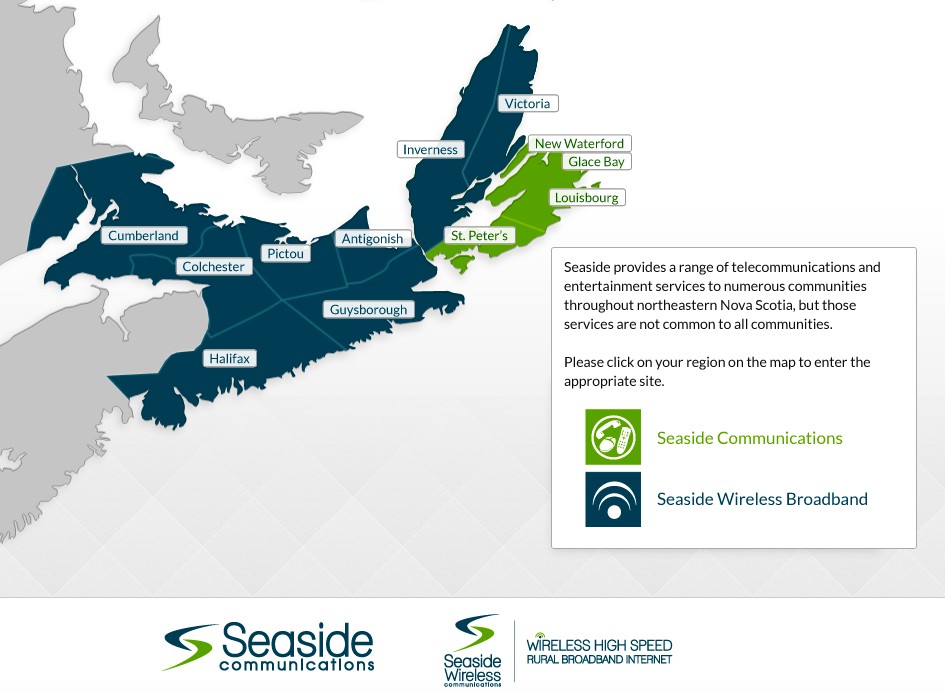 Victoria
New Waterford
Inverness
Glace Bay
Louisbourg
Cumberland
St. Peter's
Antigonish
Pictou
Colchester
Guysborough
Halifax
Seaside provides a range of telecommunications and
entertainment services to numerous communities
throughout northeastern Nova Scotia, but those
services are not common to all communities.
Please click on your region on the map to enter the
appropriate site.
Seaside Communications
Seaside Wireless Broadband
Seaside
communications
Seaside
Wireless
communications
WIRELESS HIGH SPEED
RURAL BROADBAND INTERNET